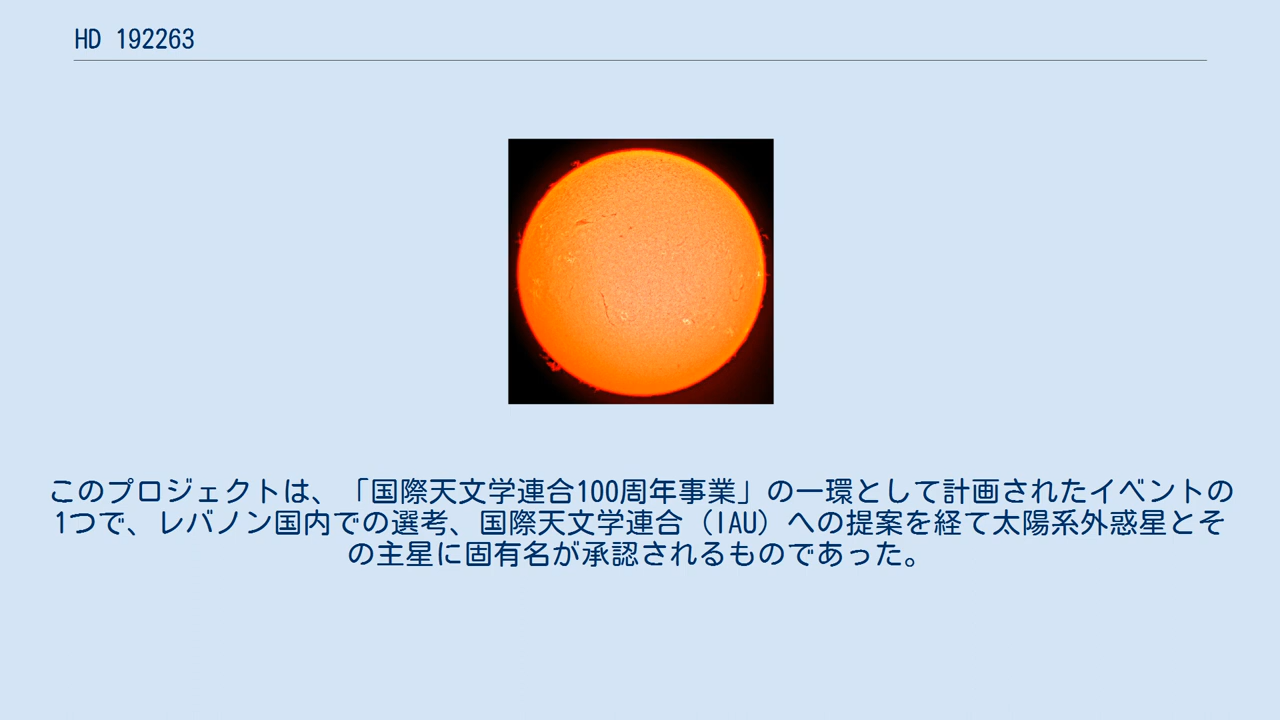 HD 192263
このプロジェクトは、「国際天文学連合100周年事業」の一環として計画されたイベントの
1つで、レバノン国内での選考、国際天文学連合（IAU）への提案を経て太陽系外惑星とそ
の主星に固有名が承認されるものであった。